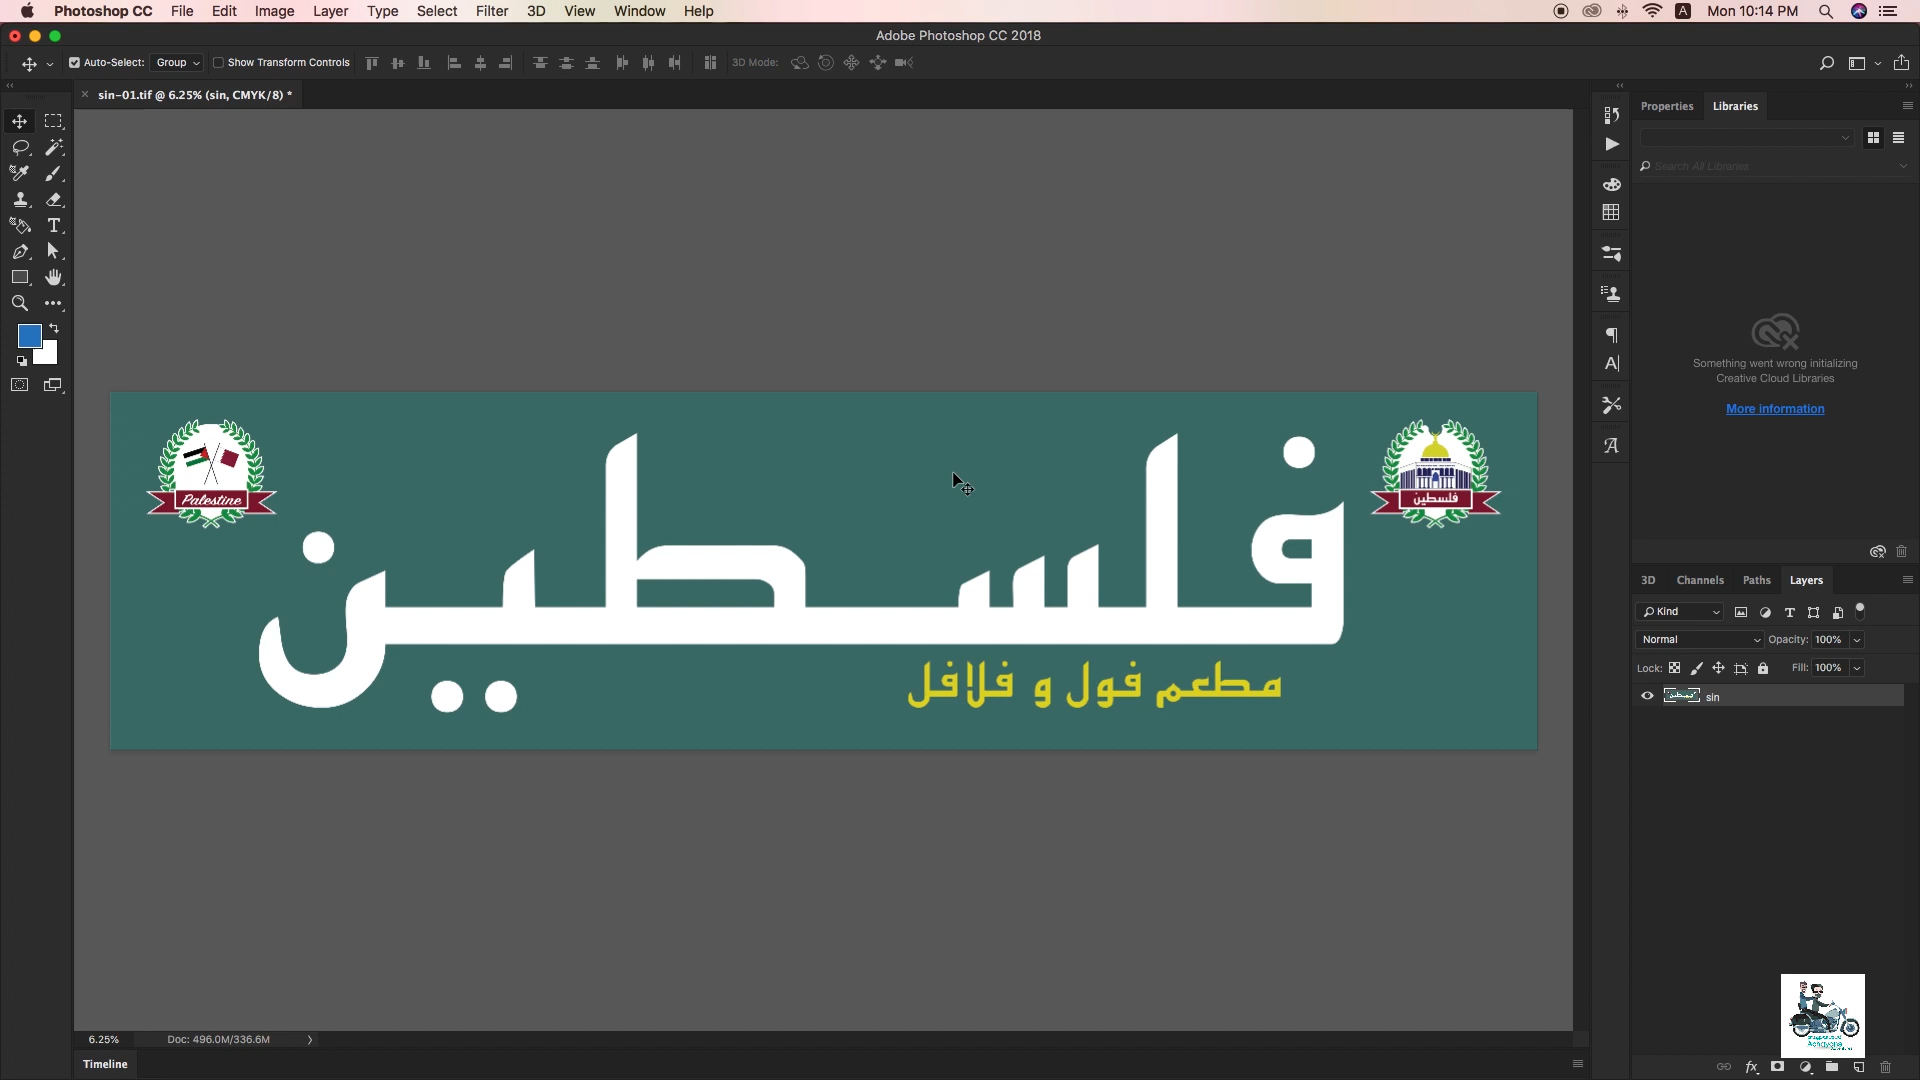 Photoshop CC File Edit Image Layer Type Select Filter 3D View Window Help
Mon 10:14 PM
Adobe Photoshop CC 2018
Auto-Select: Group Show Transform Controls 3D Mode:
sin-01.tif @ 6.25% (sin, CMYK/8) *
Properties Libraries
Search All Libraries
Something went wrong initializing
Creative Cloud Libraries
More information
فلسطين
Palestine
فلسطين
مطعم فول و فلافل
3D Channels Paths Layers
Kind
Normal Opacity: 100%
Lock: Fill: 100%
sin
6.25% Doc: 496.0M/336.6M
Timeline